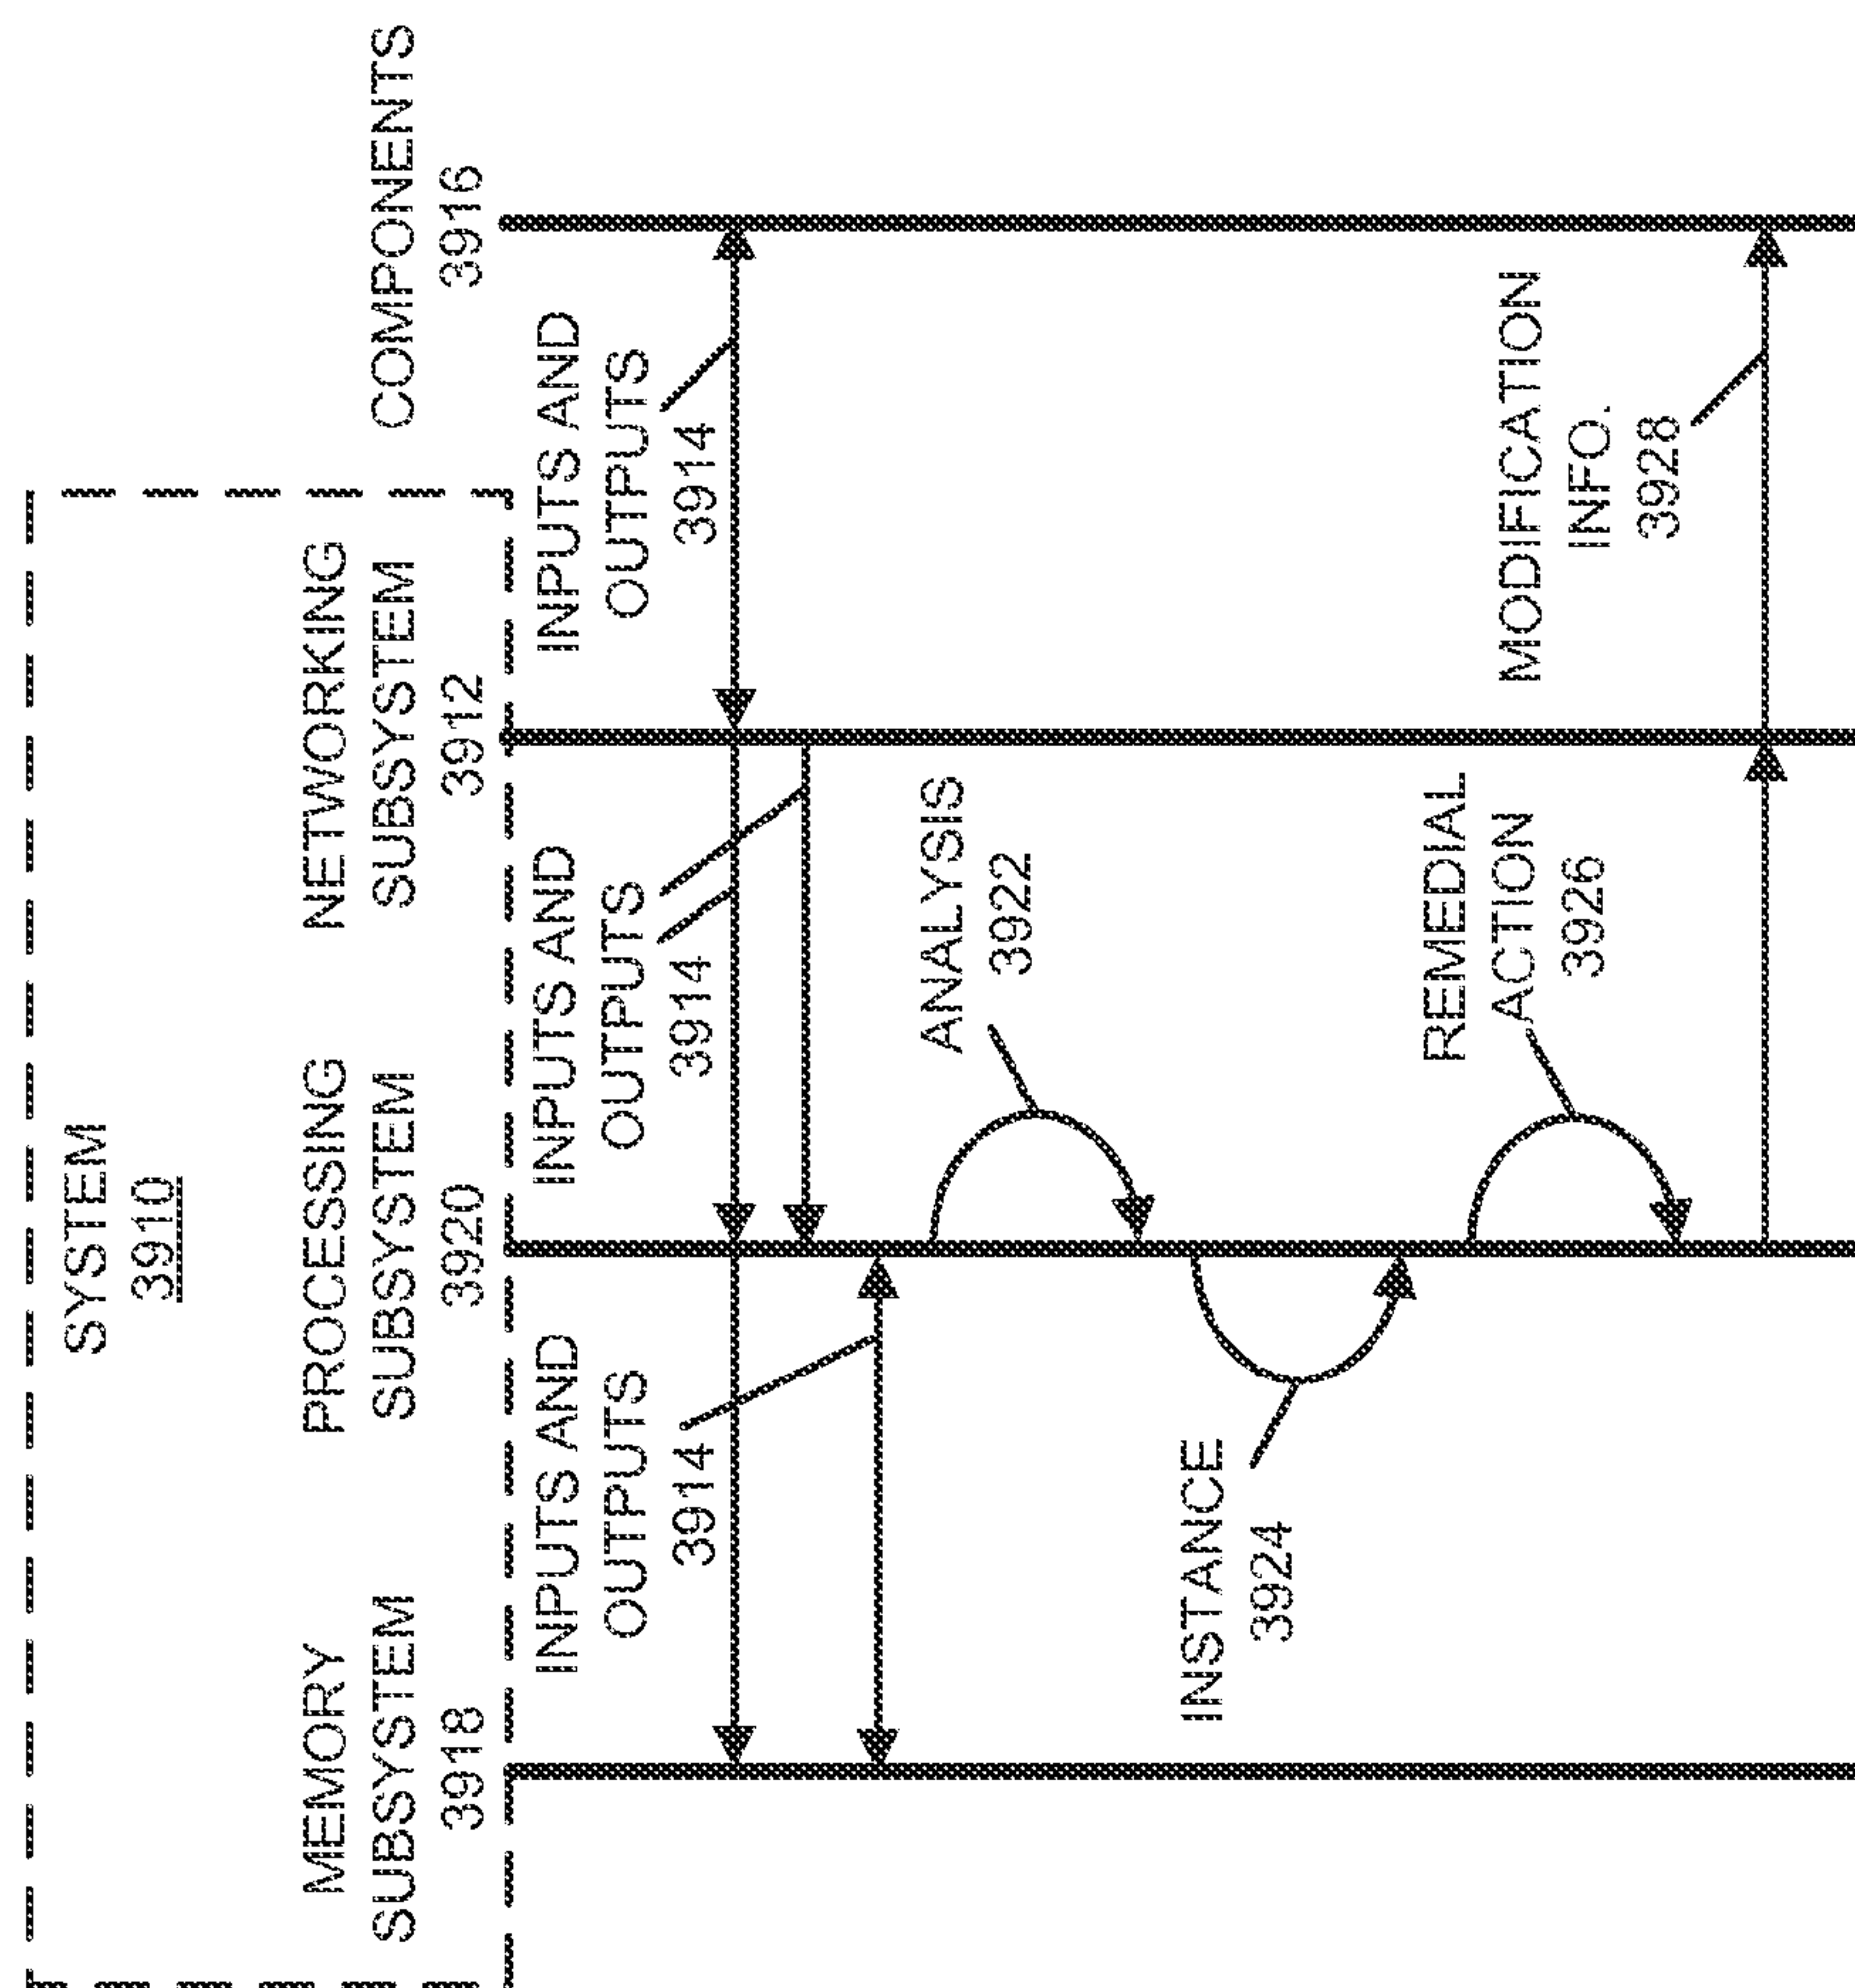 SYSTEM
3910
MEMORY
SUBSYSTEM
3918
PROCESSING
SUBSYSTEM
3920
NETWORKING
SUBSYSTEM
3912
COMPONENTS
3916
INPUTS AND
OUTPUTS
3914
INPUTS AND
OUTPUTS
3914
INPUTS AND
OUTPUTS
3914
ANALYSIS
3922
INSTANCE
3924
REMEDIAL
ACTION
3926
MODIFICATION
INFO.
3928